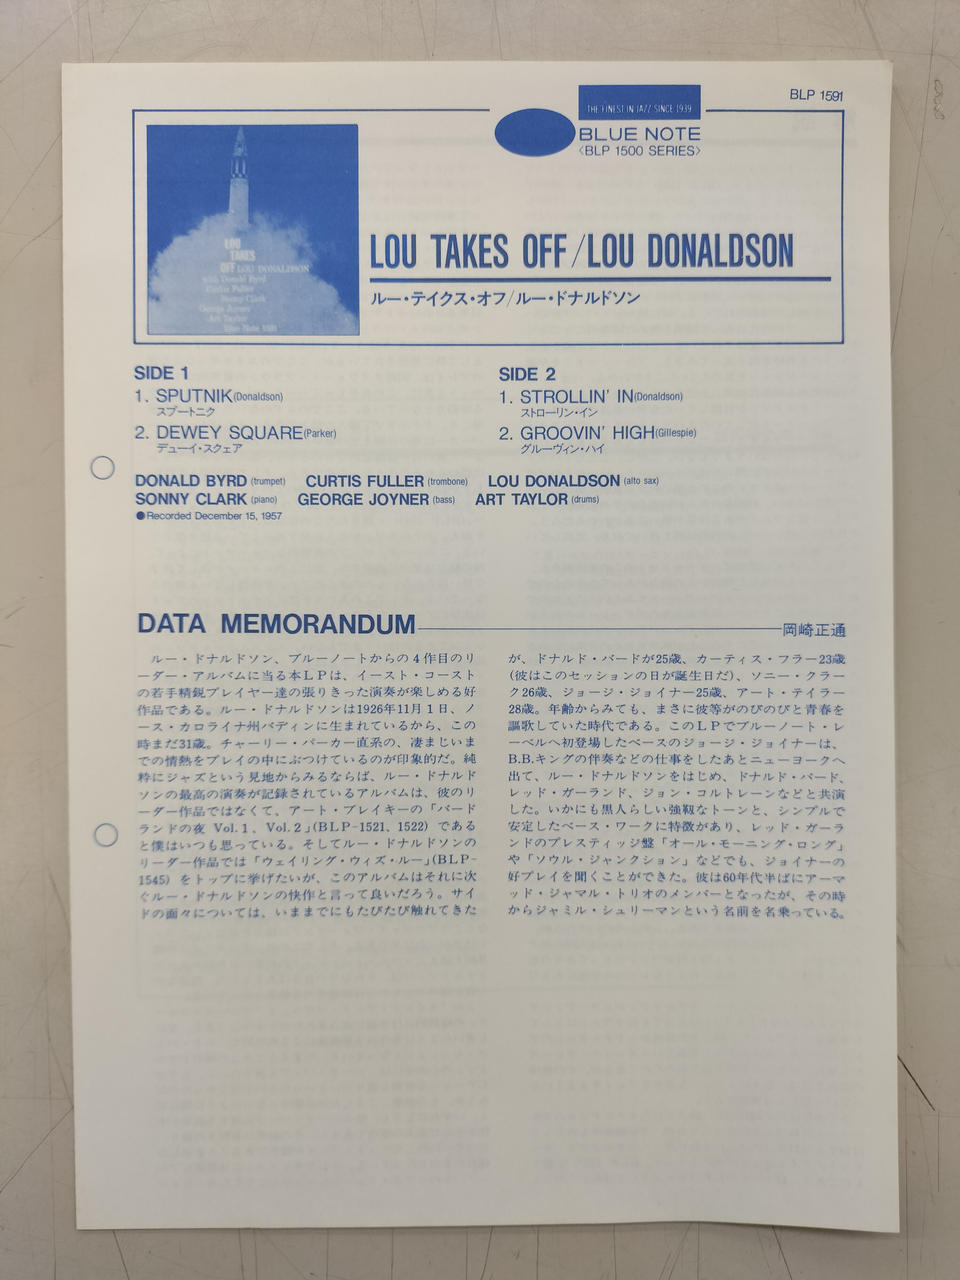 BLP 1591
THE FINEST IN JAZZ SINCE 1939
BLUE NOTE
〈BLP 1500 SERIES〉
LOU
TAKES
OFF LOU DONALDSON
with Donald Byrd
Curtis Fuller
Sonny Clark
George Joyner
Art Taylor
blue Note 1591
LOU TAKES OFF/LOU DONALDSON
ルー・テイクス・オフ/ルー・ドナルドソン
SIDE 1
1. SPUTNIK(Donaldson)
スプートニク
2. DEWEY SQUARE(Parker)
デューイ・スクェア
SIDE 2
1. STROLLIN' IN(Donaldson)
ストローリン・イン
2. GROOVIN' HIGH(Gillespie)
グルーヴィン・ハイ
DONALD BYRD (trumpet) CURTIS FULLER (trombone) LOU DONALDSON (alto sax)
SONNY CLARK (piano) GEORGE JOYNER (bass) ART TAYLOR (drums)
●Recorded December 15, 1957
DATA MEMORANDUM 岡崎正通
ルー・ドナルドソン、ブルーノートからの4作目のリ
ーダー・アルバムに当る本LPは、イースト・コースト
の若手精鋭プレイヤー達の張りきった演奏が楽しめる好
作品である。ルー・ドナルドソンは1926年11月1日、ノ
ース・カロライナ州バディンに生まれているから、この
時まだ31歳。チャーリー・パーカー直系の、凄まじいま
での情熱をプレイの中にぶつけているのが印象的だ。純
粋にジャズという見地からみるならば、ルー・ドナルド
ソンの最高の演奏が記録されているアルバムは、彼のリ
ーダー作品ではなくて、アート・ブレイキーの「バード
ランドの夜 Vol.1、Vol.2」(BLP-1521、1522) である
と僕はいつも思っている。そしてルー・ドナルドソンの
リーダー作品では「ウェイリング・ウィズ・ルー」(BLP-
1545) をトップに挙げたいが、このアルバムはそれに次
ぐルー・ドナルドソンの快作と言って良いだろう。サイ
ドの面々については、いままでにもたびたび触れてきた
が、ドナルド・バードが25歳、カーティス・フラー23歳
(彼はこのセッションの日が誕生日だ)、ソニー・クラー
ク26歳、ジョージ・ジョイナー25歳、アート・テイラー
28歳。年齢からみても、まさに彼等がのびのびと青春を
謳歌していた時代である。このLPでブルーノート・レ
ーベルへ初登場したベースのジョージ・ジョイナーは、
B.B.キングの伴奏などの仕事をしたあとニューヨークへ
出て、ルー・ドナルドソンをはじめ、ドナルド・バード、
レッド・ガーランド、ジョン・コルトレーンなどと共演
した。いかにも黒人らしい強靱なトーンと、シンプルで
安定したベース・ワークに特徴があり、レッド・ガーラ
ンドのプレスティッジ盤「オール・モーニング・ロング」
や「ソウル・ジャンクション」などでも、ジョイナーの
好プレイを聞くことができた。彼は60年代半ばにアーマ
ッド・ジャマル・トリオのメンバーとなったが、その時
からジャミル・シュリーマンという名前を名乗っている。